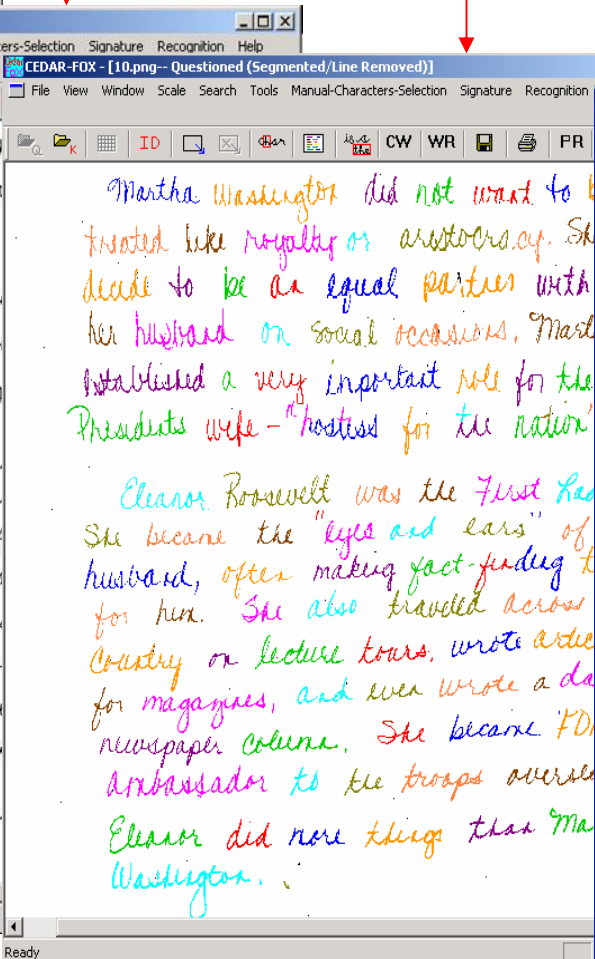 ers-Selection Signature Recognition Help
CEDAR-FOX - [10.png-- Questioned (Segmented/Line Removed)]
File View Window Scale Search Tools Manual-Characters-Selection Signature Recognition
ID CW WR PR
Martha Washington did not want to
treated like royalty or aristocracy. She
decide to be an equal partner with
her husband on social occasions. Mart
Established a very important role for the
Presidents wife - "hostess for the nation"
Eleanor Roosevelt was the First Lad
She became the "eyes and ears" of
husband, often making fact-finding t
for him. She also traveled across
Country on lecture tours, wrote artic
for magazines, and even wrote a da
newspaper column. She became FD
ambassador to the troops overse
Eleanor did more things than Ma
Washington.
Ready